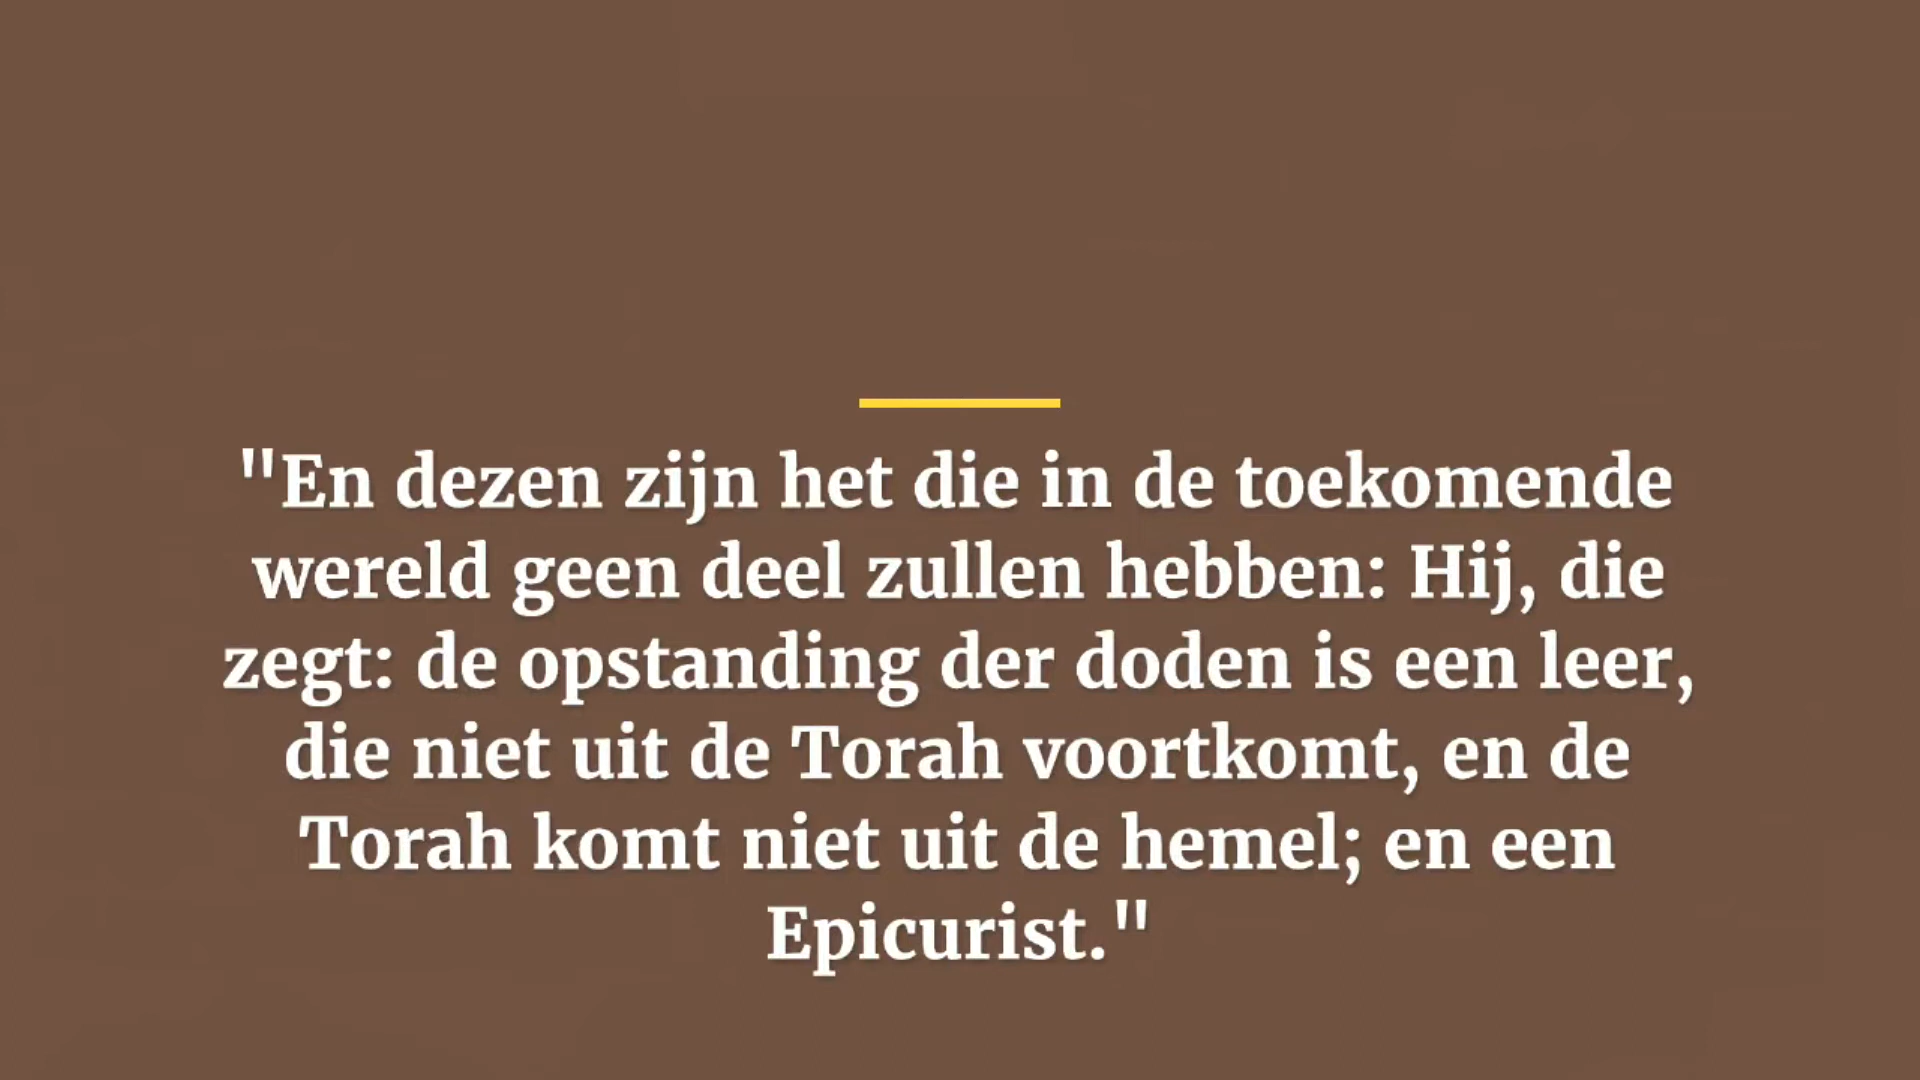 "En dezen zijn het die in de toekomende
wereld geen deel zullen hebben: Hij, die
zegt: de opstanding der doden is een leer,
die niet uit de Torah voortkomt, en de
Torah komt niet uit de hemel; en een
Epicurist."